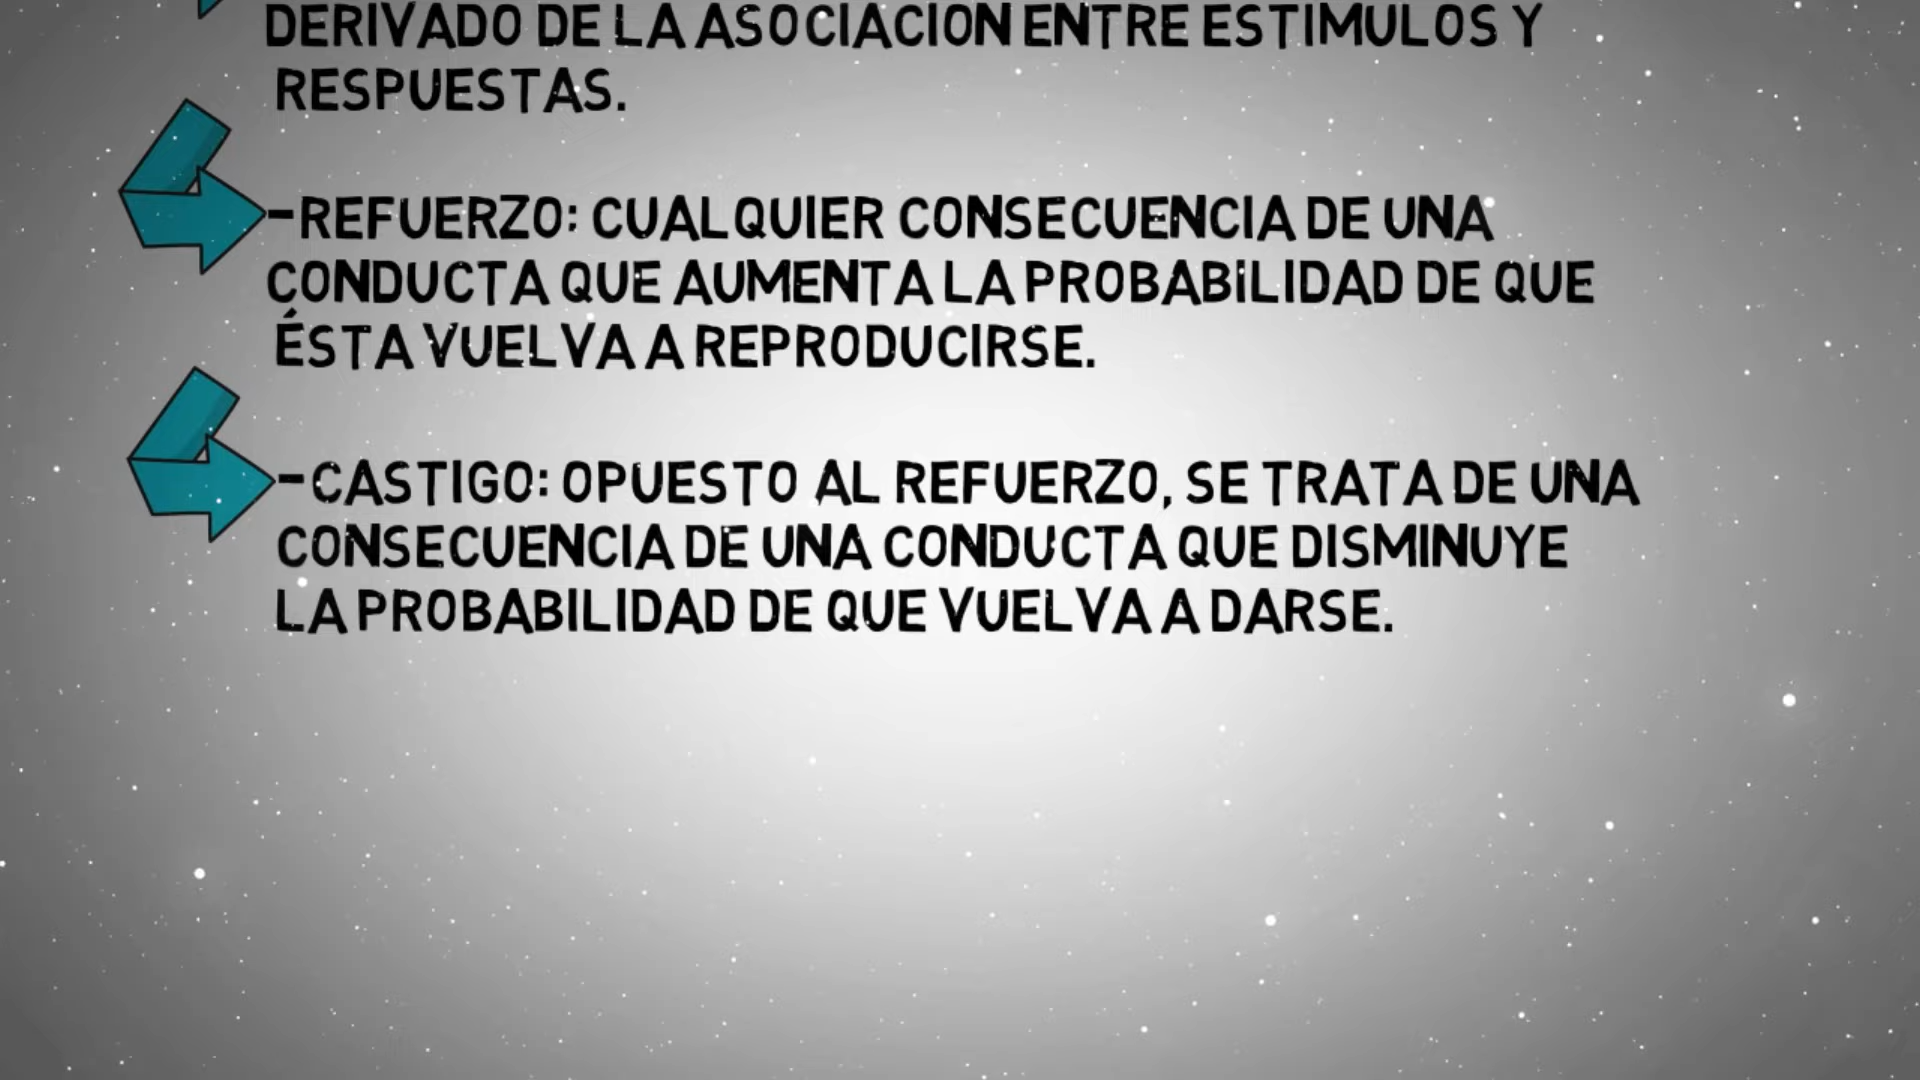 DERIVADO DE LA ASOCIACION ENTRE ESTIMULOS Y
RESPUESTAS.
-REFUERZO: CUALQUIER CONSECUENCIA DE UNA
CONDUCTA QUE AUMENTA LA PROBABILIDAD DE QUE
ÉSTA VUELVA A REPRODUCIRSE.
-CASTIGO: OPUESTO AL REFUERZO, SE TRATA DE UNA
CONSECUENCIA DE UNA CONDUCTA QUE DISMINUYE
LA PROBABILIDAD DE QUE VUELVA A DARSE.